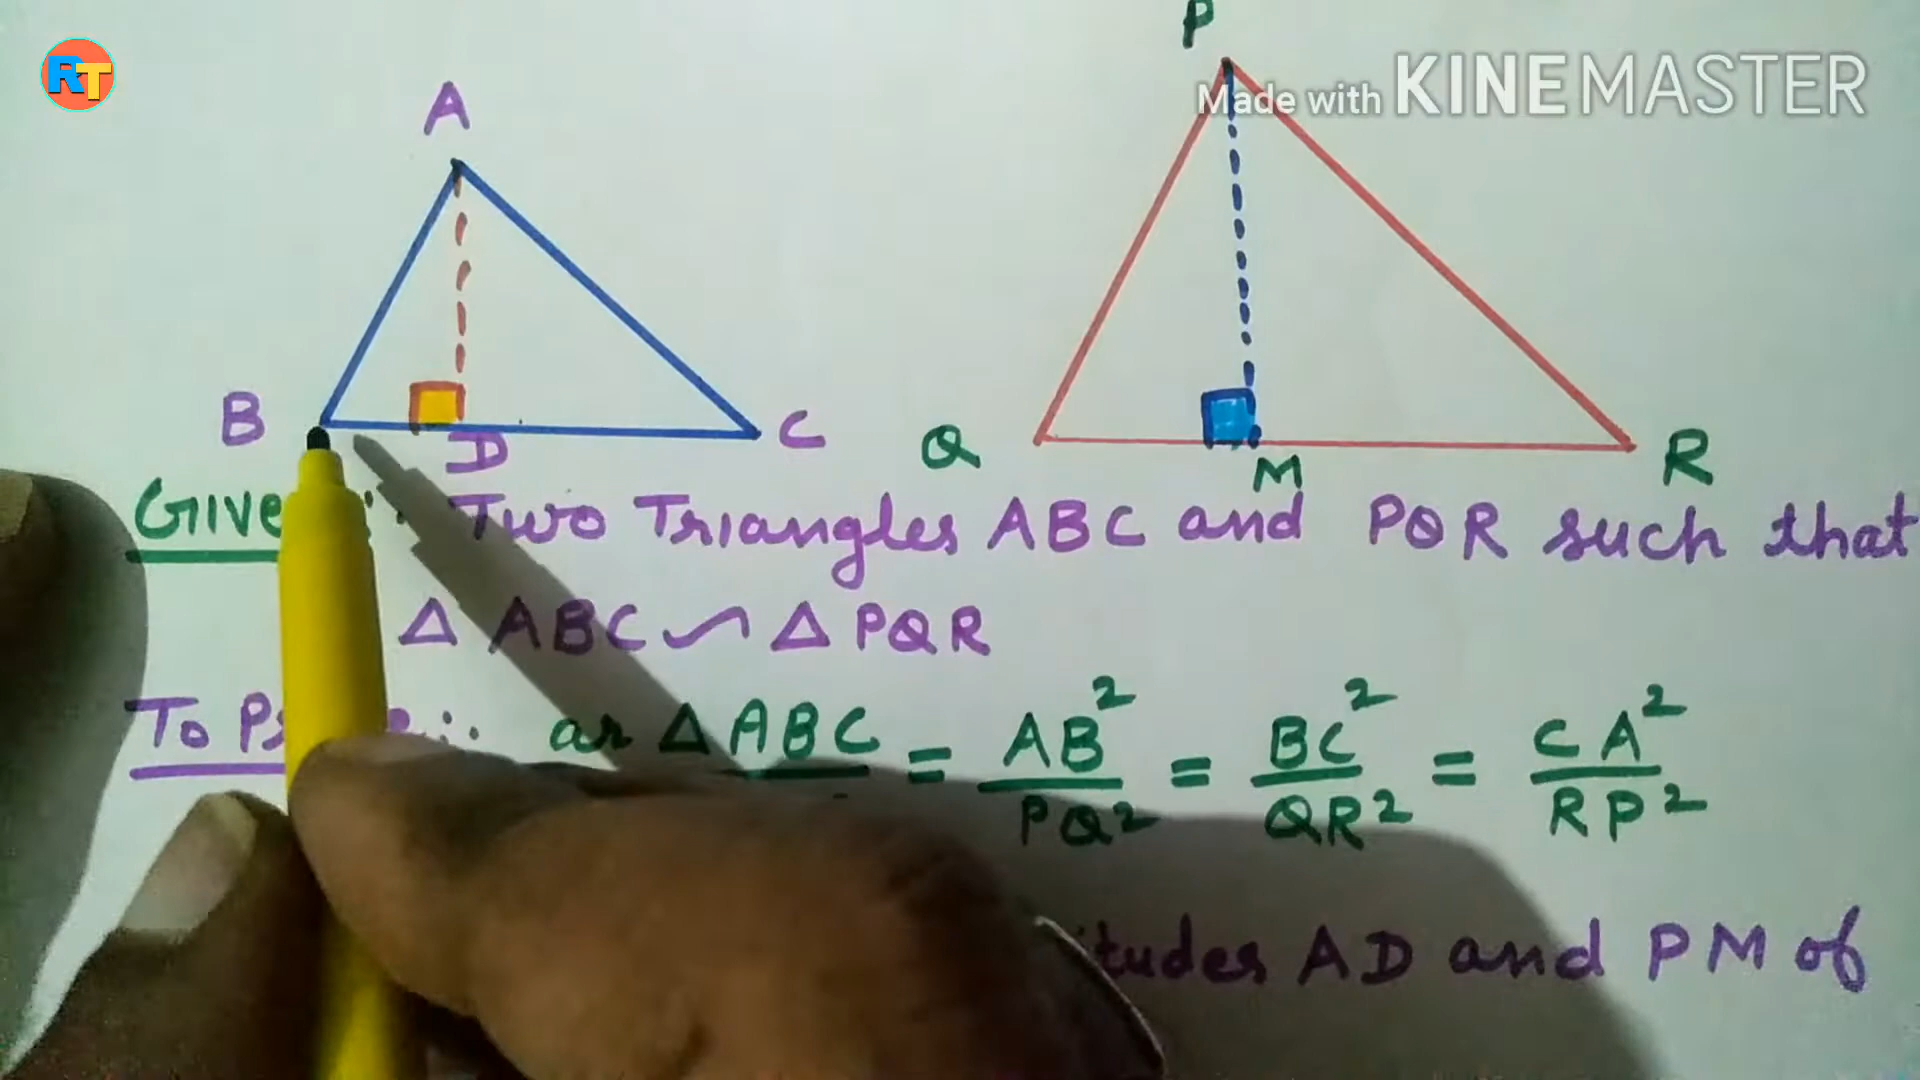 RT
P
Made with KINEMASTER
A
B
D
C
Q
M
R
Two Triangles ABC and PQR such that
Δ ABC ~ Δ PQR
To
ar Δ ABC = AB² = BC² = CA²
PQ² QR² RP²
AD and PM of